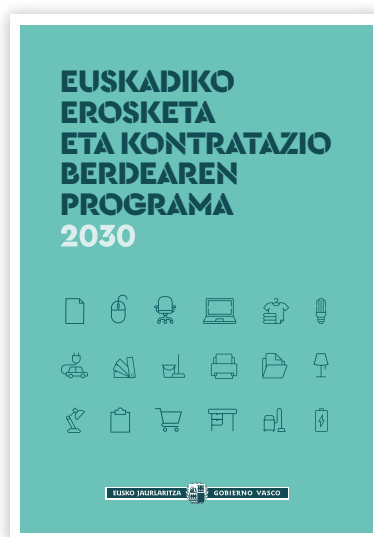 EUSKADIKO
EROSKETA
ETA KONTRATAZIO
BERDEAREN
PROGRAMA
2030
EUSKO JAURLARITZA GOBIERNO VASCO